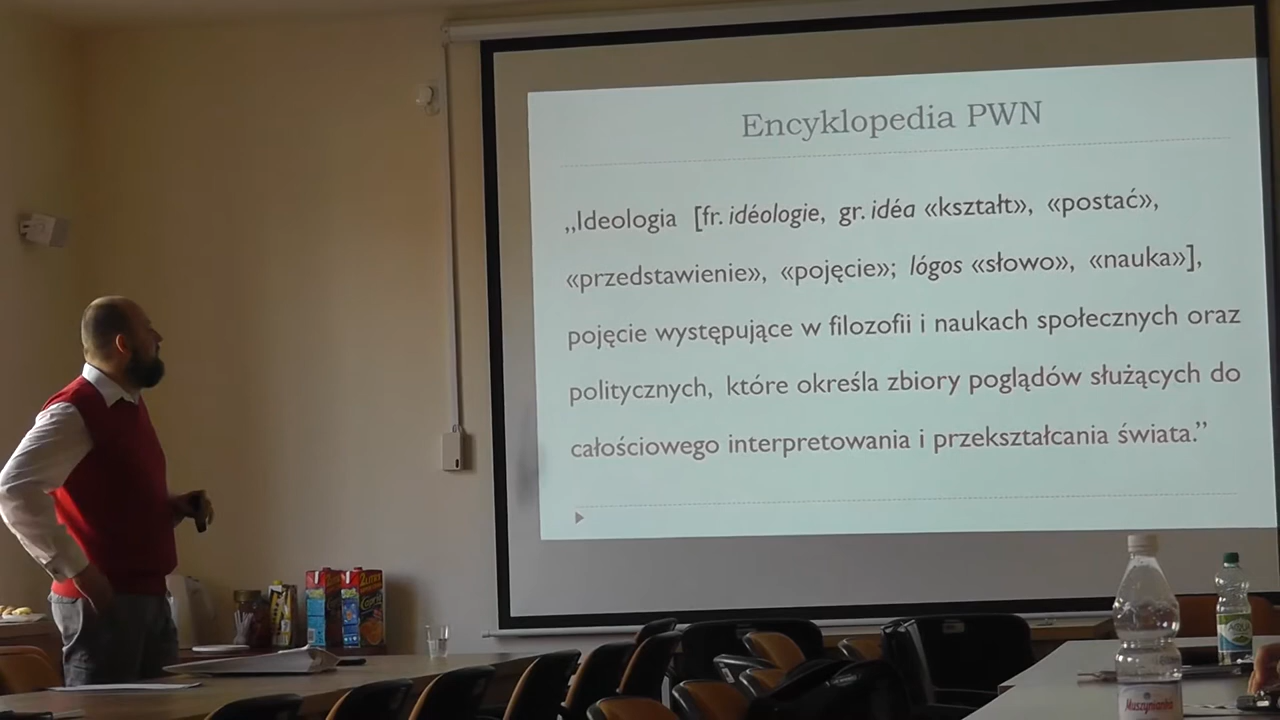 Encyklopedia PWN
„Ideologia [fr. idéologie, gr. idéa «kształt», «postać»,
«przedstawienie», «pojęcie»; lógos «słowo», «nauka»],
pojęcie występujące w filozofii i naukach społecznych oraz
politycznych, które określa zbiory poglądów służących do
całościowego interpretowania i przekształcania świata.”
Muszynianka